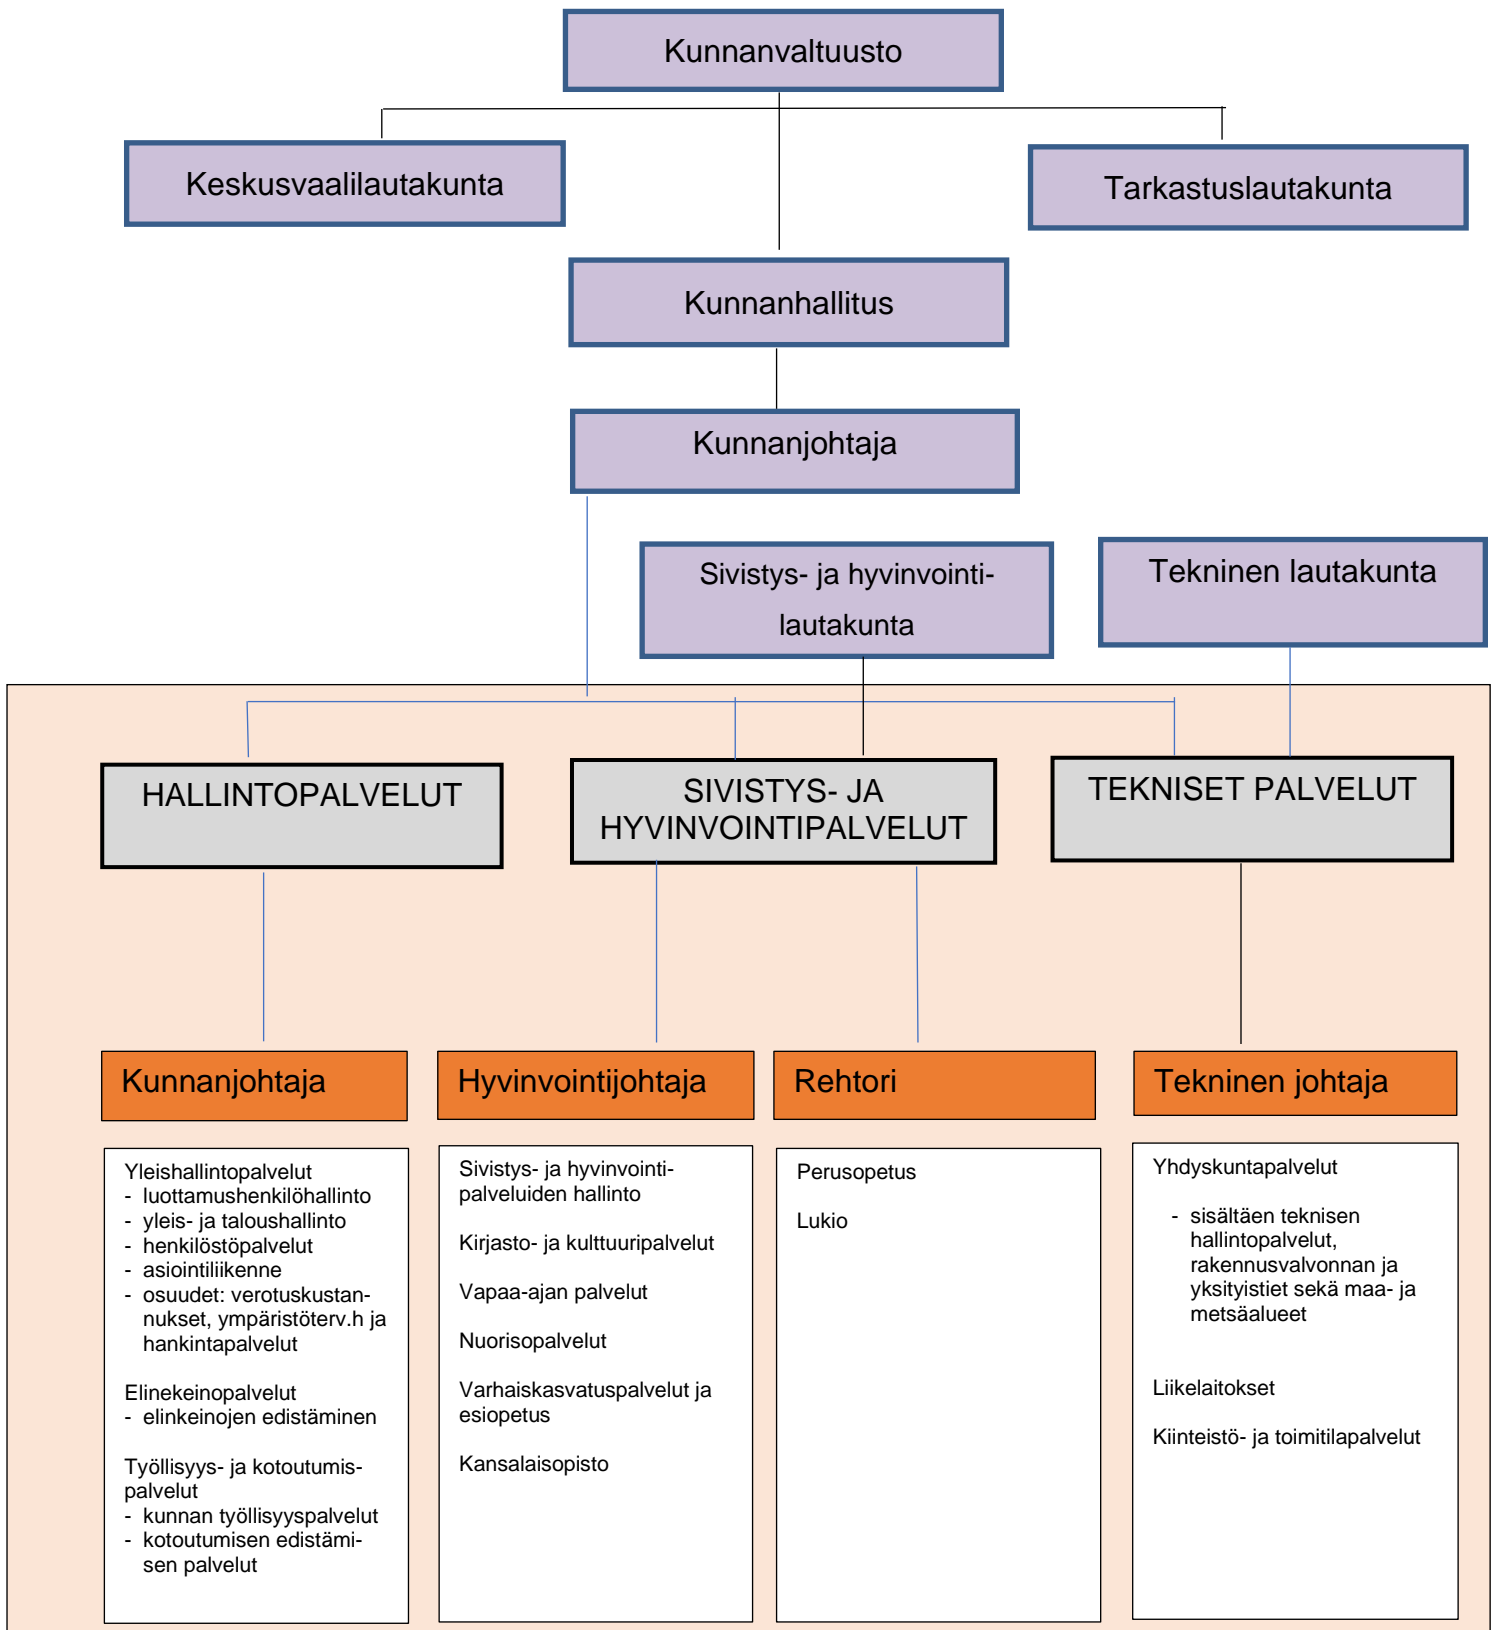 Kunnanvaltuusto
Keskusvaalilautakunta
Tarkastuslautakunta
Kunnanhallitus
Kunnanjohtaja
Sivistys- ja hyvinvointi-
lautakunta
Tekninen lautakunta
HALLINTOPALVELUT
SIVISTYS- JA
HYVINVOINTIPALVELUT
TEKNISET PALVELUT
Kunnanjohtaja
Yleishallintopalvelut
- luottamushenkilöhallinto
- yleis- ja taloushallinto
- henkilöstöpalvelut
- asiointiliikenne
- osuudet: verotuskustan-
nukset, ympäristöterv.h ja
hankintapalvelut
Elinekeinopalvelut
- elinkeinojen edistäminen
Työllisyys- ja kotoutumis-
palvelut
- kunnan työllisyyspalvelut
- kotoutumisen edistämi-
sen palvelut
Hyvinvointijohtaja
Sivistys- ja hyvinvointi-
palveluiden hallinto
Kirjasto- ja kulttuuripalvelut
Vapaa-ajan palvelut
Nuorisopalvelut
Varhaiskasvatuspalvelut ja
esiopetus
Kansalaisopisto
Rehtori
Perusopetus
Lukio
Tekninen johtaja
Yhdyskuntapalvelut
- sisältäen teknisen
hallintopalvelut,
rakennusvalvonnan ja
yksityistiet sekä maa- ja
metsäalueet
Liikelaitokset
Kiinteistö- ja toimitilapalvelut